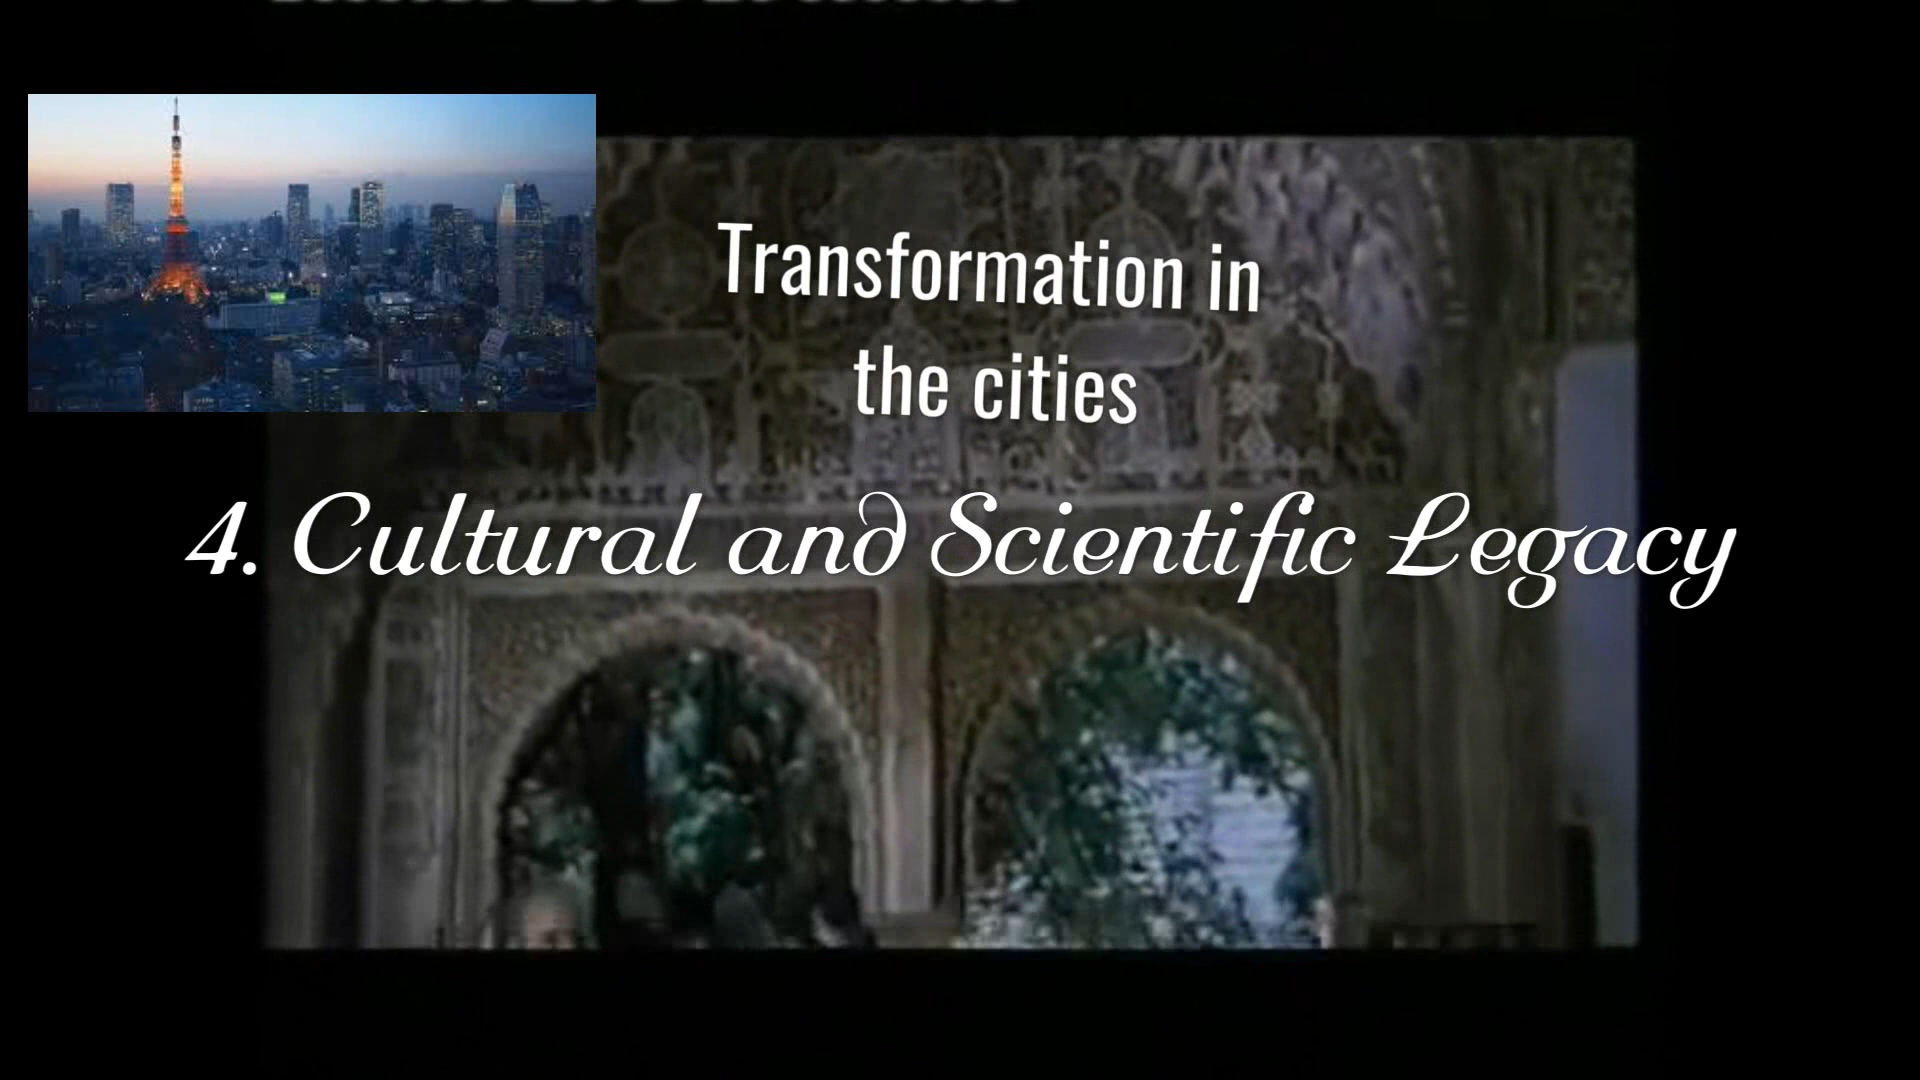 Transformation in
the cities
4. Cultural and Scientific Legacy